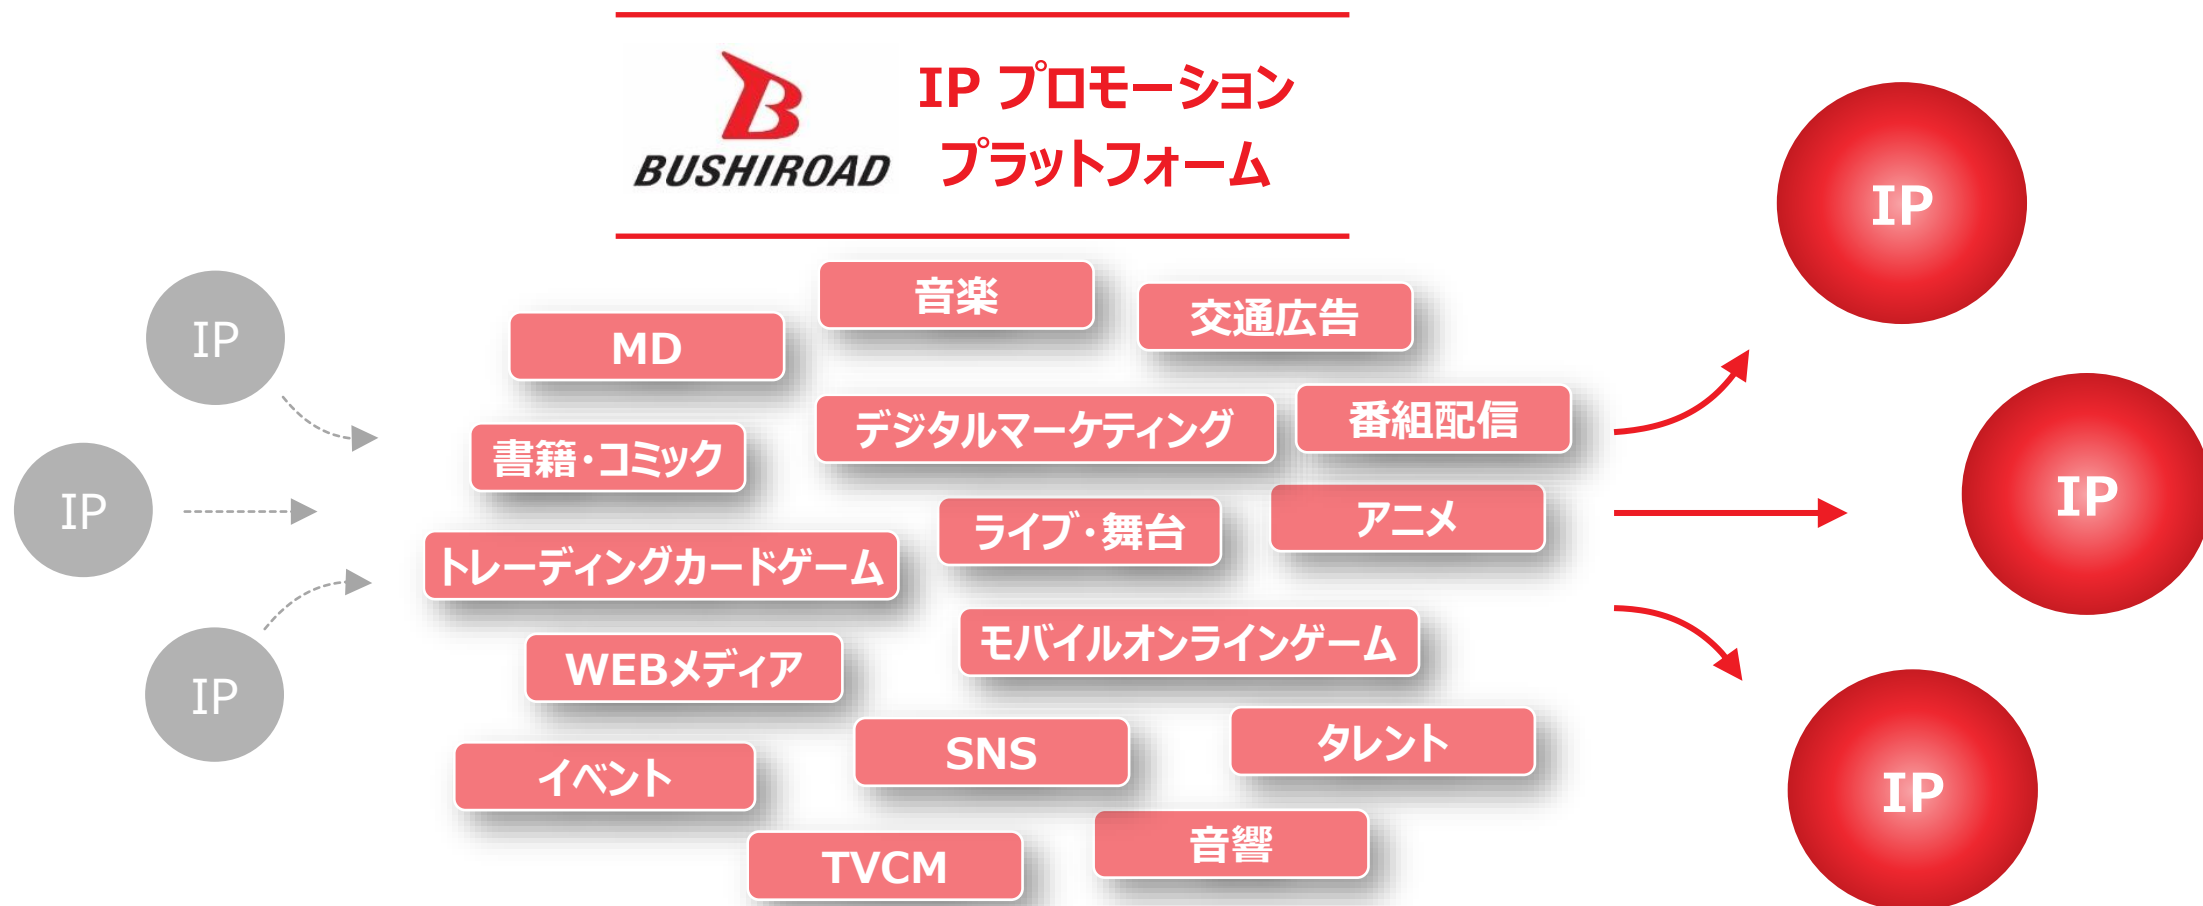 IP プロモーション
プラットフォーム
BUSHIROAD
IP
IP
IP
音楽
交通広告
MD
デジタルマーケティング
番組配信
書籍・コミック
ライブ・舞台
アニメ
トレーディングカードゲーム
モバイルオンラインゲーム
WEBメディア
SNS
タレント
イベント
音響
TVCM
IP
IP
IP